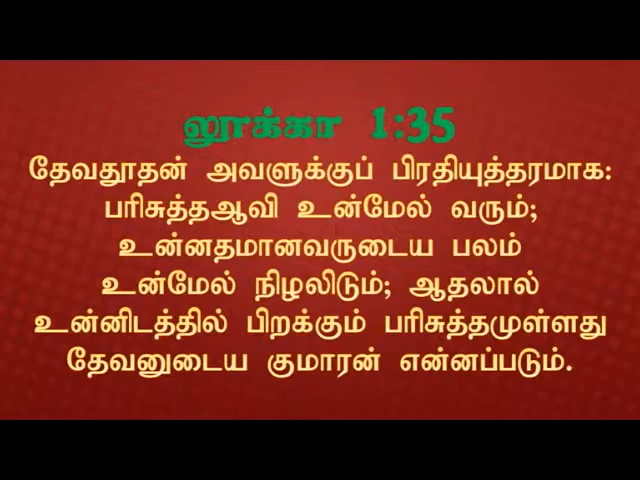 லூக்கா 1:35
தேவதூதன் அவளுக்குப் பிரதியுத்தரமாக:
பரிசுத்தஆவி உன்மேல் வரும்;
உன்னதமானவருடைய பலம்
உன்மேல் நிழலிடும்; ஆதலால்
உன்னிடத்தில் பிறக்கும் பரிசுத்தமுள்ளது
தேவனுடைய குமாரன் என்னப்படும்.